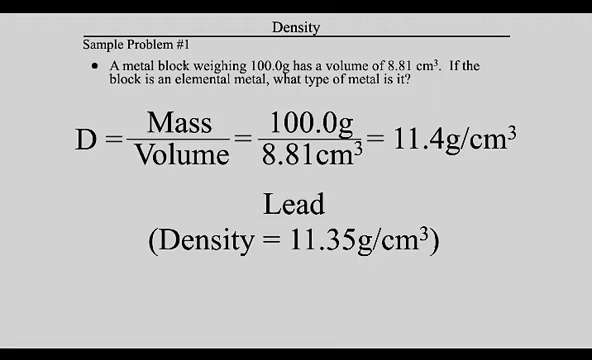 Density
Sample Problem #1
• A metal block weighing 100.0g has a volume of 8.81 cm³. If the
block is an elemental metal, what type of metal is it?
D = Mass/Volume = 100.0g/8.81cm³ = 11.4g/cm³
Lead
(Density = 11.35g/cm³)